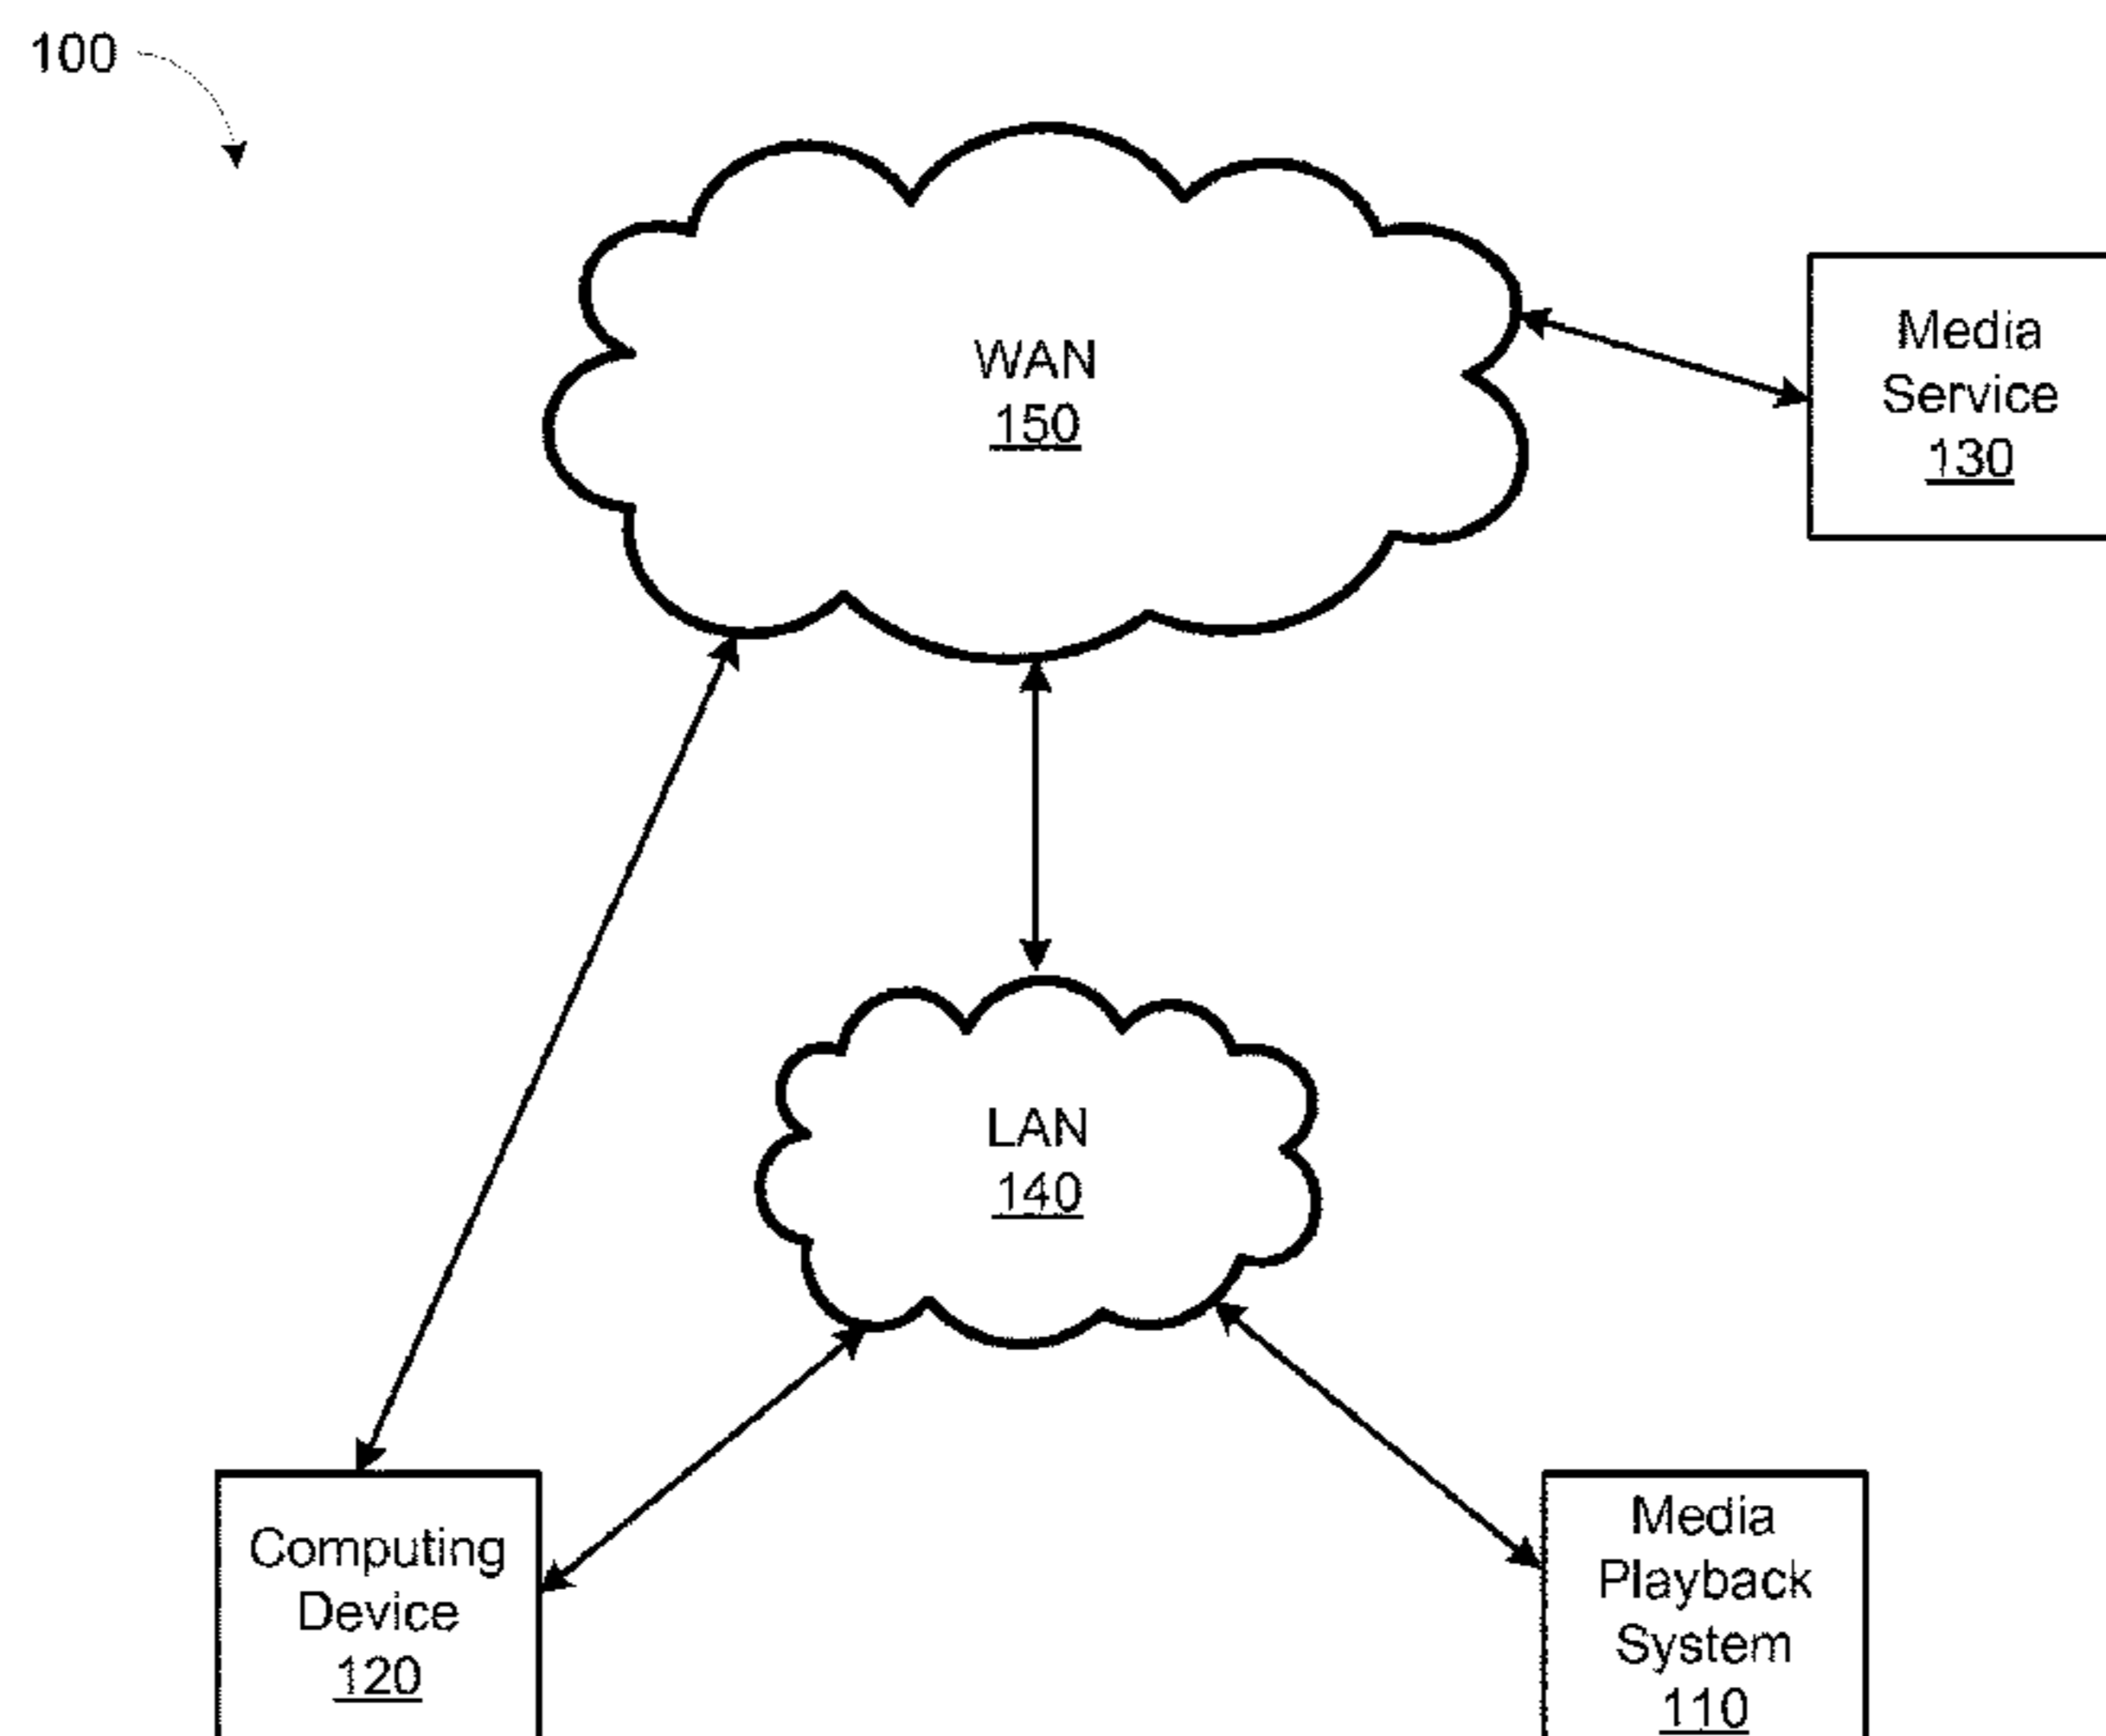 100
WAN
150
Media
Service
130
LAN
140
Computing
Device
120
Media
Playback
System
110